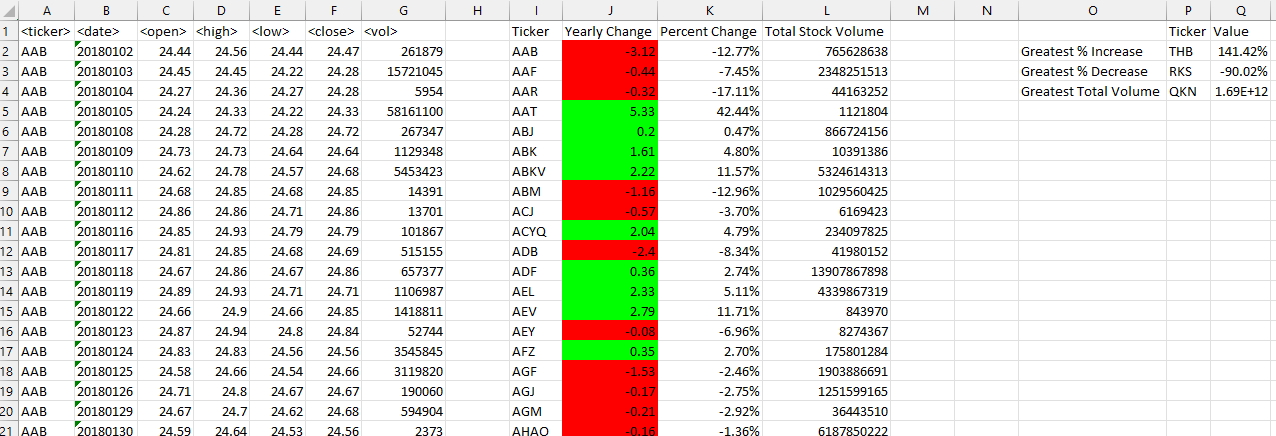 A B C D E F G H I J K L M N O P Q
1 <ticker> <date> <open> <high> <low> <close> <vol> Ticker Yearly Change Percent Change Total Stock Volume Ticker Value
2 AAB 20180102 24.44 24.56 24.44 24.47 261879 AAB -3.12 -12.77% 765628638 Greatest % Increase THB 141.42%
3 AAB 20180103 24.45 24.45 24.22 24.28 15721045 AAF -0.44 -7.45% 2348251513 Greatest % Decrease RKS -90.02%
4 AAB 20180104 24.27 24.36 24.27 24.28 5954 AAR -0.32 -17.11% 44163252 Greatest Total Volume QKN 1.69E+12
5 AAB 20180105 24.24 24.33 24.22 24.33 58161100 AAT 5.33 42.44% 1121804
6 AAB 20180108 24.28 24.72 24.28 24.72 267347 ABJ 0.2 0.47% 866724156
7 AAB 20180109 24.73 24.73 24.64 24.64 1129348 ABK 1.61 4.80% 10391386
8 AAB 20180110 24.62 24.78 24.57 24.68 5453423 ABKV 2.22 11.57% 5324614313
9 AAB 20180111 24.68 24.85 24.68 24.85 14391 ABM -1.16 -12.96% 1029560425
10 AAB 20180112 24.86 24.86 24.71 24.86 13701 ACJ -0.57 -3.70% 6169423
11 AAB 20180116 24.85 24.93 24.79 24.79 101867 ACYQ 2.04 4.79% 234097825
12 AAB 20180117 24.81 24.85 24.68 24.69 515155 ADB -2.4 -8.34% 41980152
13 AAB 20180118 24.67 24.86 24.67 24.86 657377 ADF 0.36 2.74% 13907867898
14 AAB 20180119 24.89 24.93 24.71 24.71 1106987 AEL 2.33 5.11% 4339867319
15 AAB 20180122 24.66 24.9 24.66 24.84 1418811 AEV 2.79 11.71% 843970
16 AAB 20180123 24.87 24.94 24.8 24.84 52744 AEY -0.08 -6.96% 8274367
17 AAB 20180124 24.83 24.83 24.56 24.56 3545845 AFZ 0.35 2.70% 175801284
18 AAB 20180125 24.58 24.66 24.54 24.66 3119820 AGF -1.53 -2.46% 1903886691
19 AAB 20180126 24.71 24.8 24.67 24.67 190060 AGJ -0.17 -2.75% 1251599165
20 AAB 20180129 24.67 24.7 24.62 24.68 594904 AGM -0.21 -2.92% 36443510
21 AAB 20180130 24.59 24.64 24.53 24.56 2373 AHAO -0.16 -1.36% 6187850222